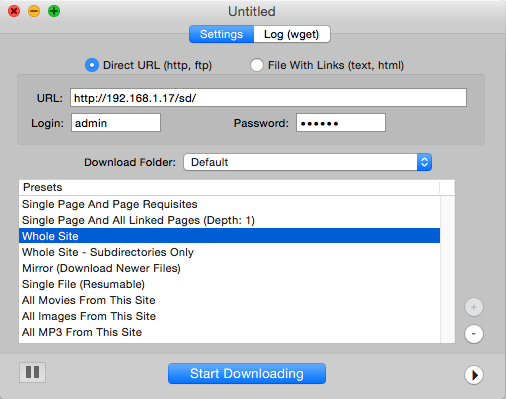 Untitled
Settings Log (wget)
Direct URL (http, ftp) File With Links (text, html)
URL: http://192.168.1.17/sd/
Login: admin Password: ••••••
Download Folder: Default
Presets
Single Page And Page Requisites
Single Page And All Linked Pages (Depth: 1)
Whole Site
Whole Site - Subdirectories Only
Mirror (Download Newer Files)
Single File (Resumable)
All Movies From This Site
All Images From This Site
All MP3 From This Site
Start Downloading